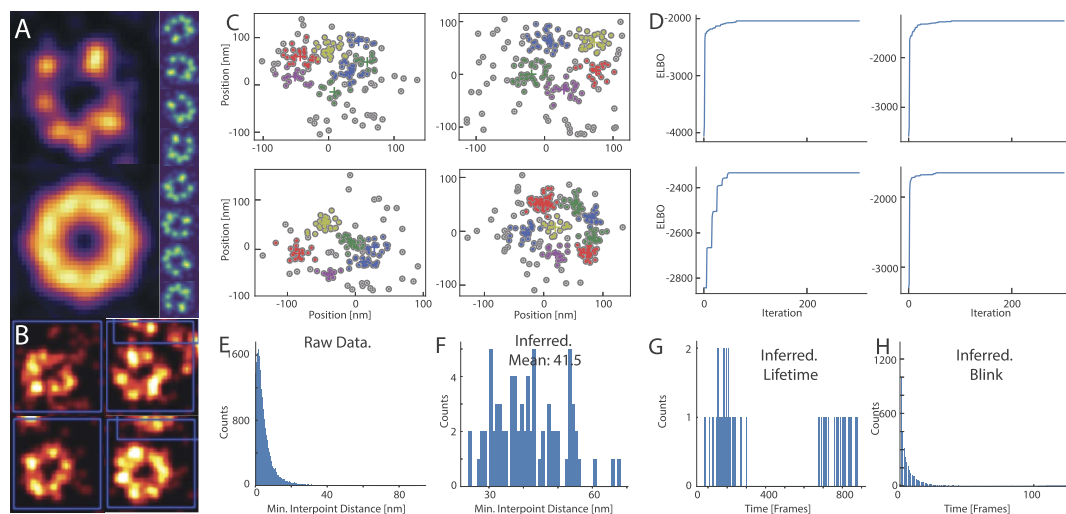 A
B
C
Position [nm]
100
0
-100
-100
0
100
100
0
-100
-100
0
100
Position [nm]
100
0
-100
-100
0
100
Position [nm]
100
0
-100
-100
0
100
Position [nm]
D
ELBO
-2000
-3000
-4000
-2000
-3000
ELBO
-2400
-2600
-2800
0
200
Iteration
-2000
-3000
0
200
Iteration
E
Raw Data.
Counts
1600
800
0
0
40
80
Min. Interpoint Distance [nm]
F
Inferred.
Mean: 41.5
Counts
4
2
0
30
60
Min. Interpoint Distance [nm]
G
Inferred.
Lifetime
Counts
2
1
0
0
400
800
Time [Frames]
H
Inferred.
Blink
Counts
1200
600
0
0
100
Time [Frames]